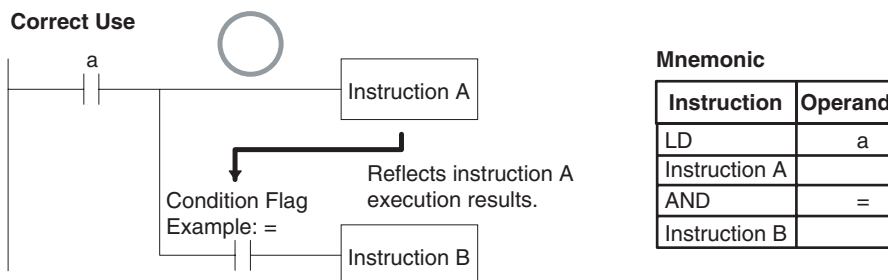 Correct Use
a
Instruction A
Reflects instruction A
execution results.
Condition Flag
Example: =
Instruction B
Mnemonic
Instruction Operand
LD a
Instruction A
AND =
Instruction B